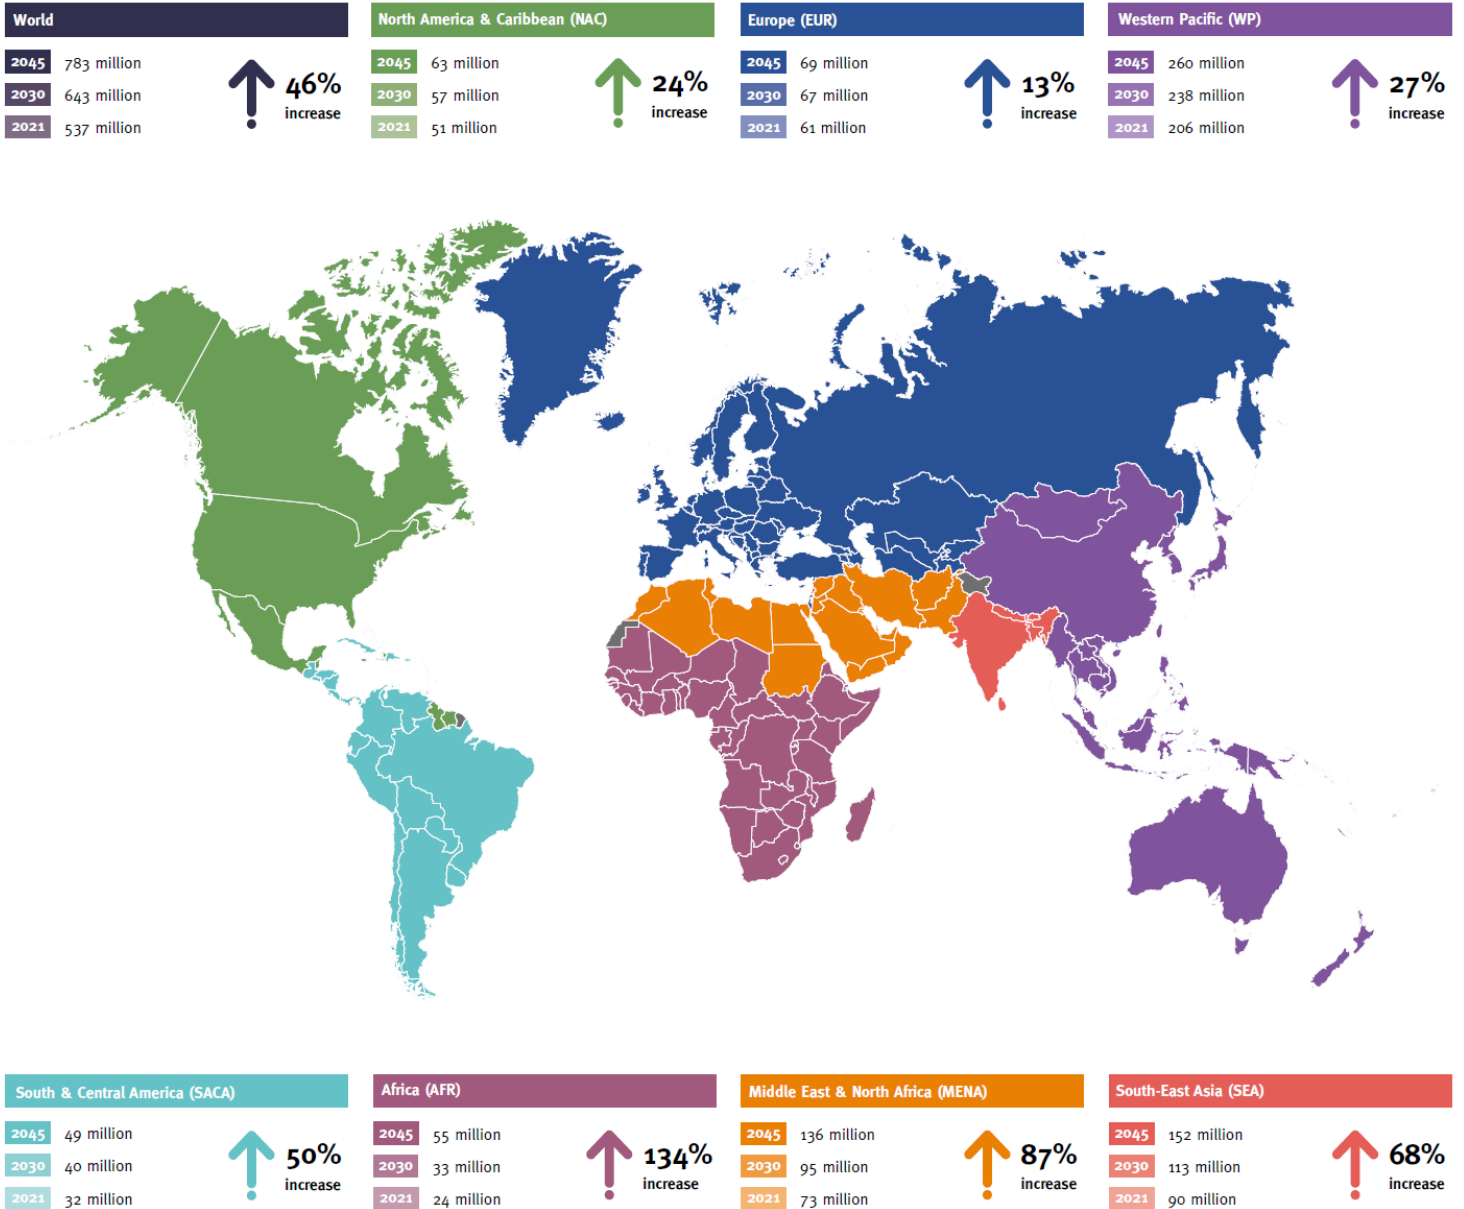 World
2045 783 million
2030 643 million
2021 537 million
46%
increase
North America & Caribbean (NAC)
2045 63 million
2030 57 million
2021 51 million
24%
increase
Europe (EUR)
2045 69 million
2030 67 million
2021 61 million
13%
increase
Western Pacific (WP)
2045 260 million
2030 238 million
2021 206 million
27%
increase
South & Central America (SACA)
2045 49 million
2030 40 million
2021 32 million
50%
increase
Africa (AFR)
2045 55 million
2030 33 million
2021 24 million
134%
increase
Middle East & North Africa (MENA)
2045 136 million
2030 95 million
2021 73 million
87%
increase
South-East Asia (SEA)
2045 152 million
2030 113 million
2021 90 million
68%
increase